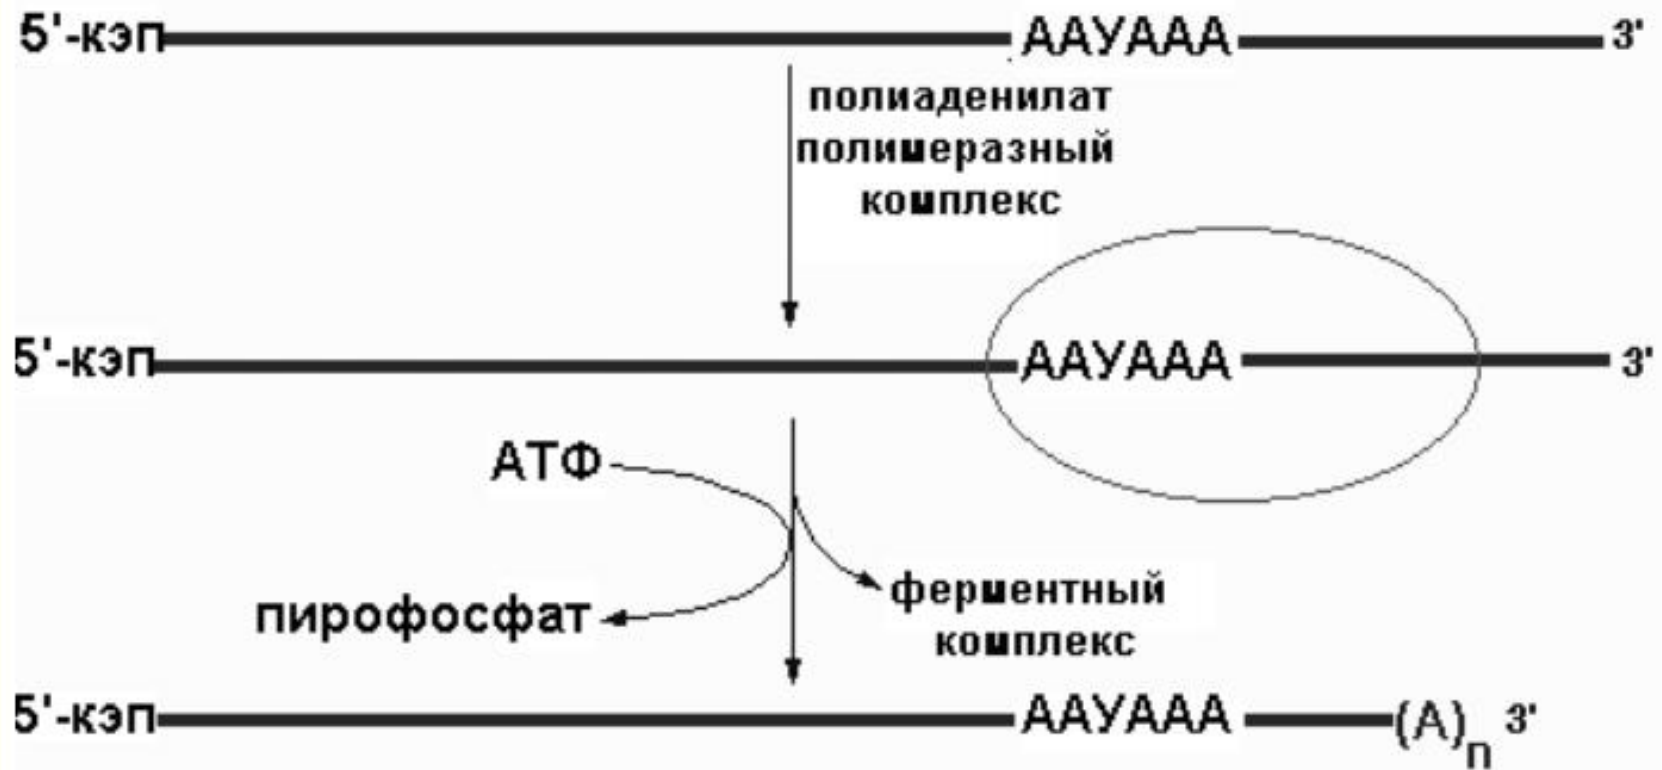 5'-кэп ААУААА 3'
полиаденилат
полимеразный
комплекс
5'-кэп ААУААА 3'
АТФ
пирофосфат
ферментный
комплекс
5'-кэп ААУААА (А)n 3'